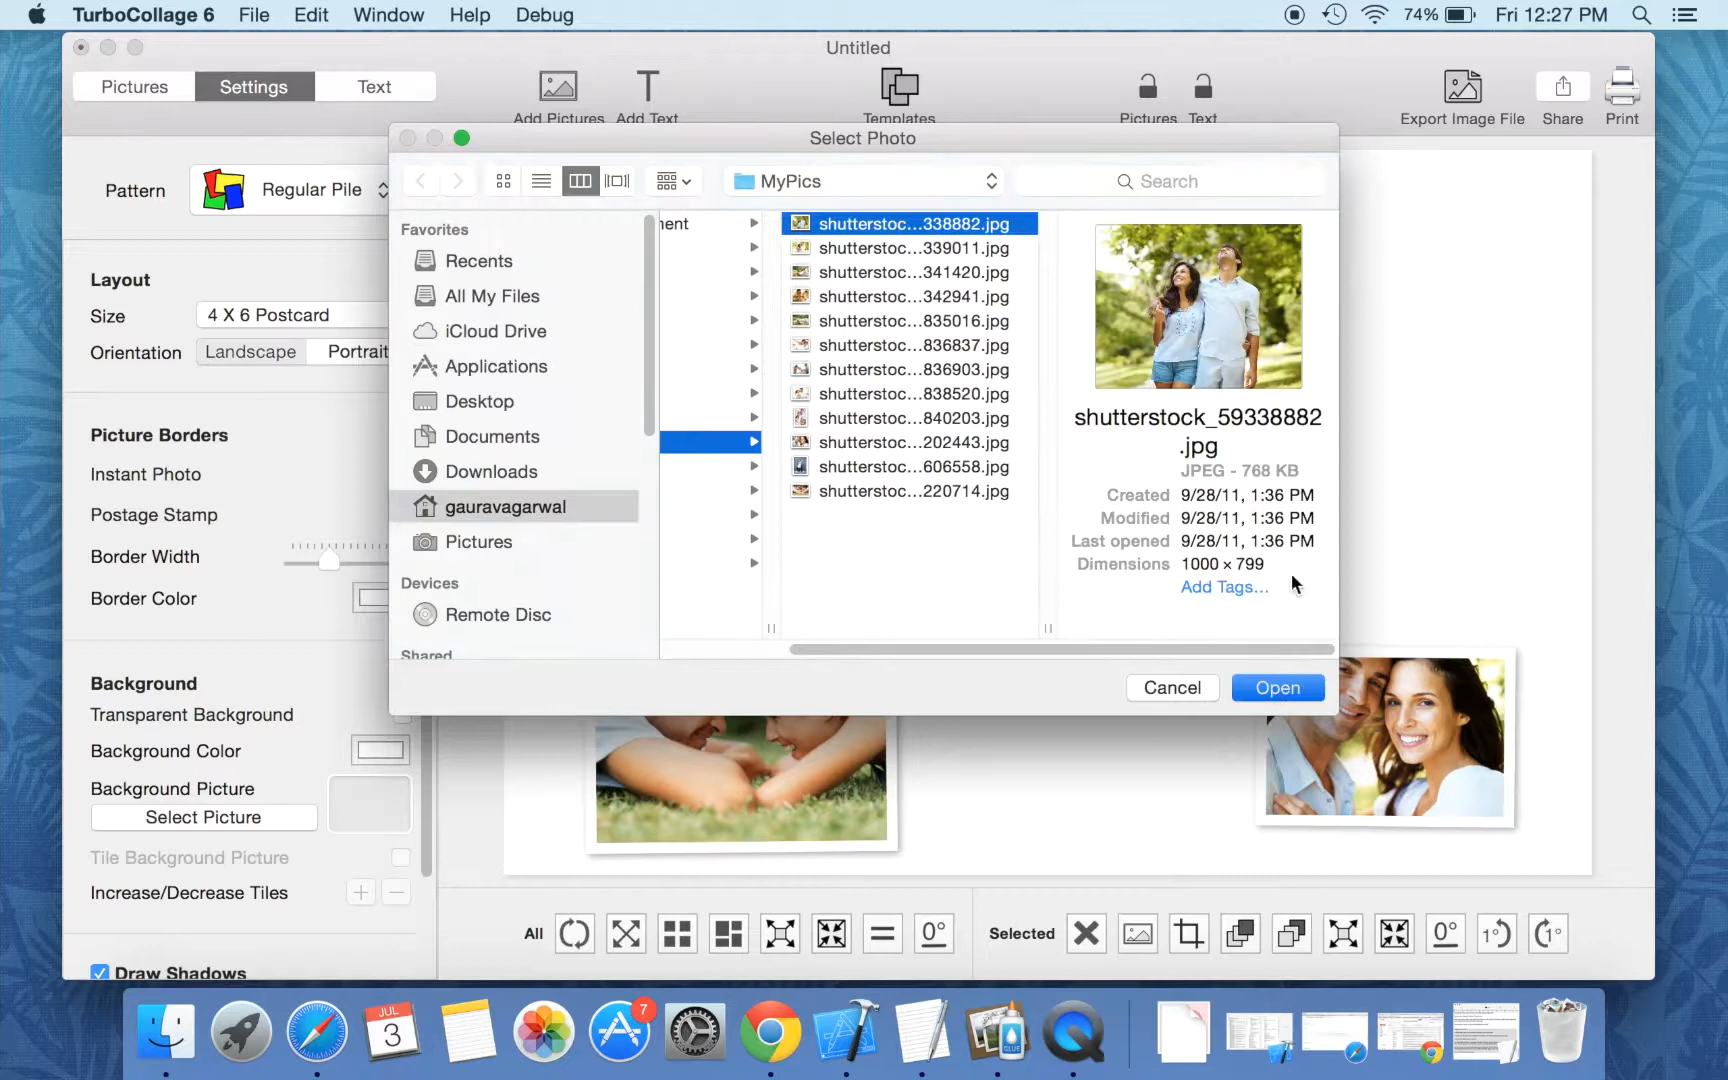 TurboCollage 6 File Edit Window Help Debug 74% Fri 12:27 PM
Untitled
Pictures Settings Text
Add Pictures Add Text Templates Pictures Text Export Image File Share Print
Select Photo
Pattern Regular Pile
MyPics
Search
Layout
Size 4 X 6 Postcard
Orientation Landscape Portrait
Picture Borders
Instant Photo
Postage Stamp
Border Width
Border Color
Background
Transparent Background
Background Color
Background Picture
Select Picture
Tile Background Picture
Increase/Decrease Tiles
Draw Shadows
Favorites
Recents
All My Files
iCloud Drive
Applications
Desktop
Documents
Downloads
gauravagarwal
Pictures
Devices
Remote Disc
Shared
ment
shutterstoc...338882.jpg
shutterstoc...339011.jpg
shutterstoc...341420.jpg
shutterstoc...342941.jpg
shutterstoc...835016.jpg
shutterstoc...836837.jpg
shutterstoc...836903.jpg
shutterstoc...838520.jpg
shutterstoc...840203.jpg
shutterstoc...202443.jpg
shutterstoc...606558.jpg
shutterstoc...220714.jpg
shutterstock_59338882
.jpg
JPEG - 768 KB
Created 9/28/11, 1:36 PM
Modified 9/28/11, 1:36 PM
Last opened 9/28/11, 1:36 PM
Dimensions 1000 × 799
Add Tags...
Cancel Open
All 0° Selected 0° 1° 1°
JUL
3
7
GLUE